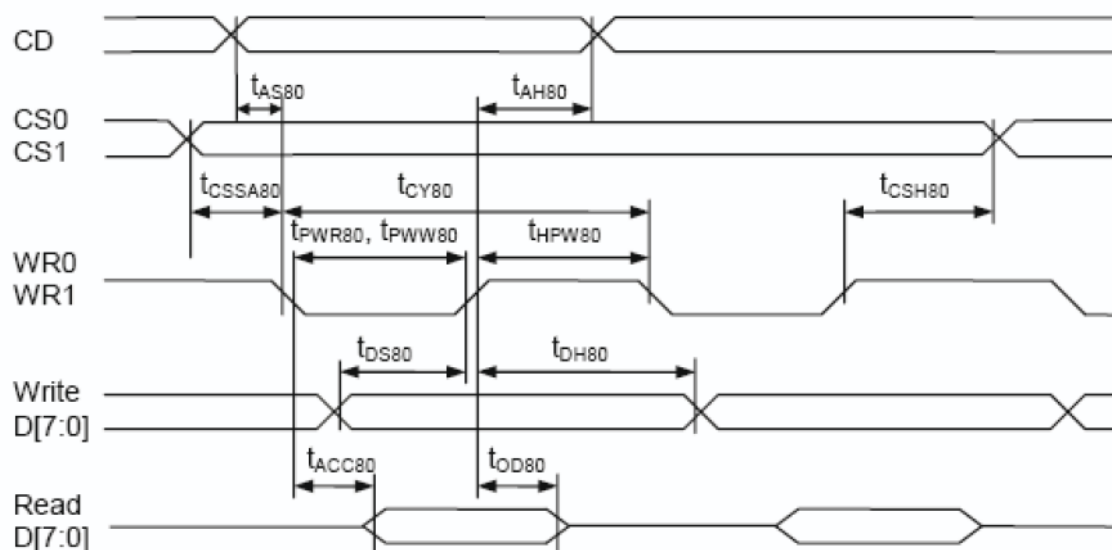 CD
tAS80
tAH80
CS0
CS1
tCSSA80
tCY80
tCSH80
tPWR80, tPWW80
tHPW80
WR0
WR1
tDS80
tDH80
Write
D[7:0]
tACC80
tOD80
Read
D[7:0]